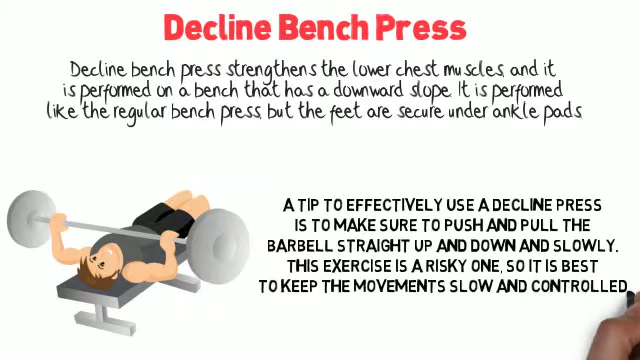 Decline Bench Press
Decline bench press strengthens the lower chest muscles, and it
is performed on a bench that has a downward slope. It is performed
like the regular bench press, but the feet are secure under ankle pads.
A TIP TO EFFECTIVELY USE A DECLINE PRESS
IS TO MAKE SURE TO PUSH AND PULL THE
BARBELL STRAIGHT UP AND DOWN AND SLOWLY.
THIS EXERCISE IS A RISKY ONE, SO IT IS BEST
TO KEEP THE MOVEMENTS SLOW AND CONTROLLED